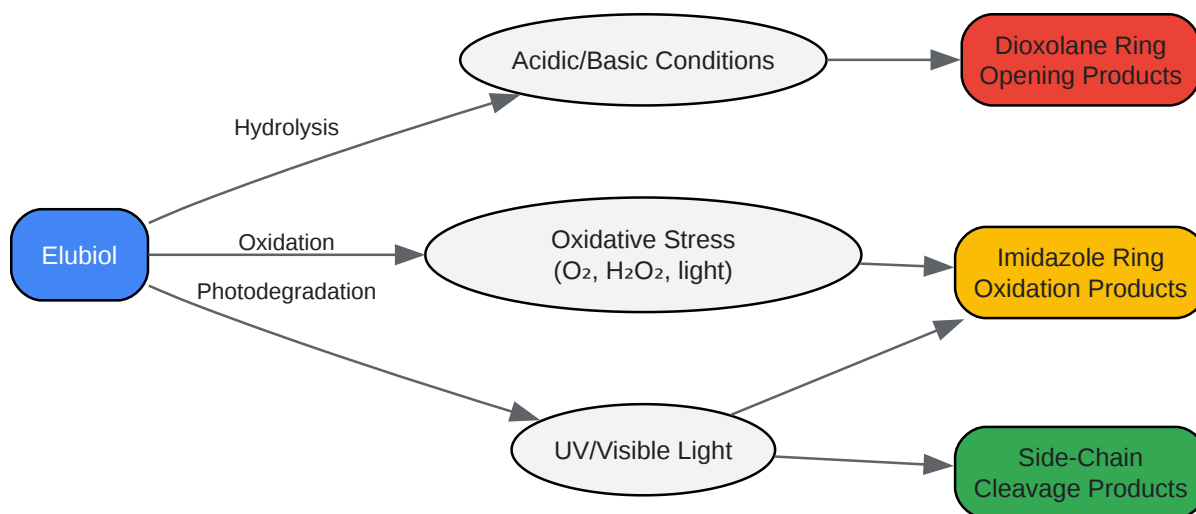 Acidic/Basic Conditions
Dioxolane Ring
Opening Products
Hydrolysis
Elubiol
Oxidation
Oxidative Stress
(O₂, H₂O₂, light)
Imidazole Ring
Oxidation Products
Photodegradation
UV/Visible Light
Side-Chain
Cleavage Products